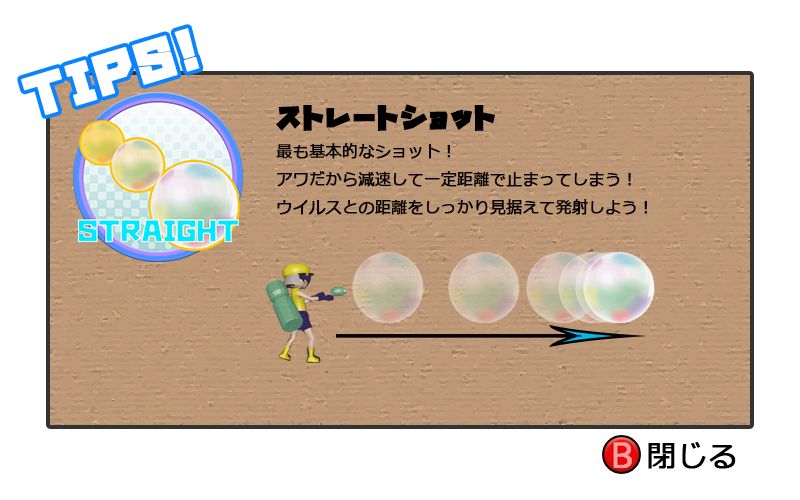 TIPS!
ストレートショット
最も基本的なショット！
アワだから減速して一定距離で止まってしまう！
ウイルスとの距離をしっかり見据えて発射しよう！
STRAIGHT
B 閉じる